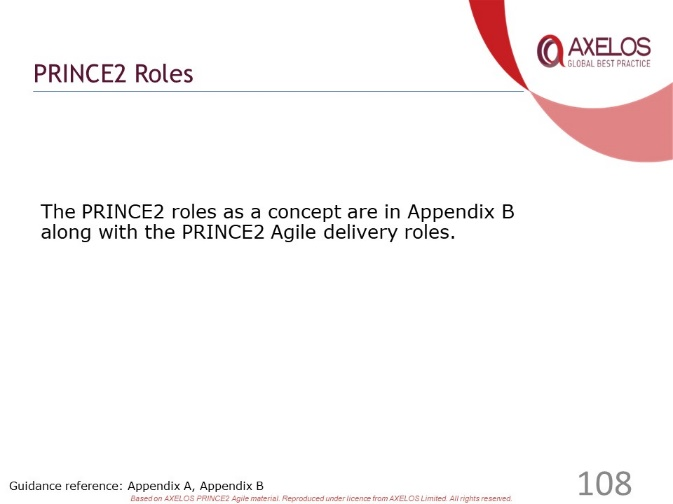 AXELOS
GLOBAL BEST PRACTICE
PRINCE2 Roles
The PRINCE2 roles as a concept are in Appendix B
along with the PRINCE2 Agile delivery roles.
Guidance reference: Appendix A, Appendix B
108
Based on AXELOS PRINCE2 Agile material. Reproduced under licence from AXELOS Limited. All rights reserved.